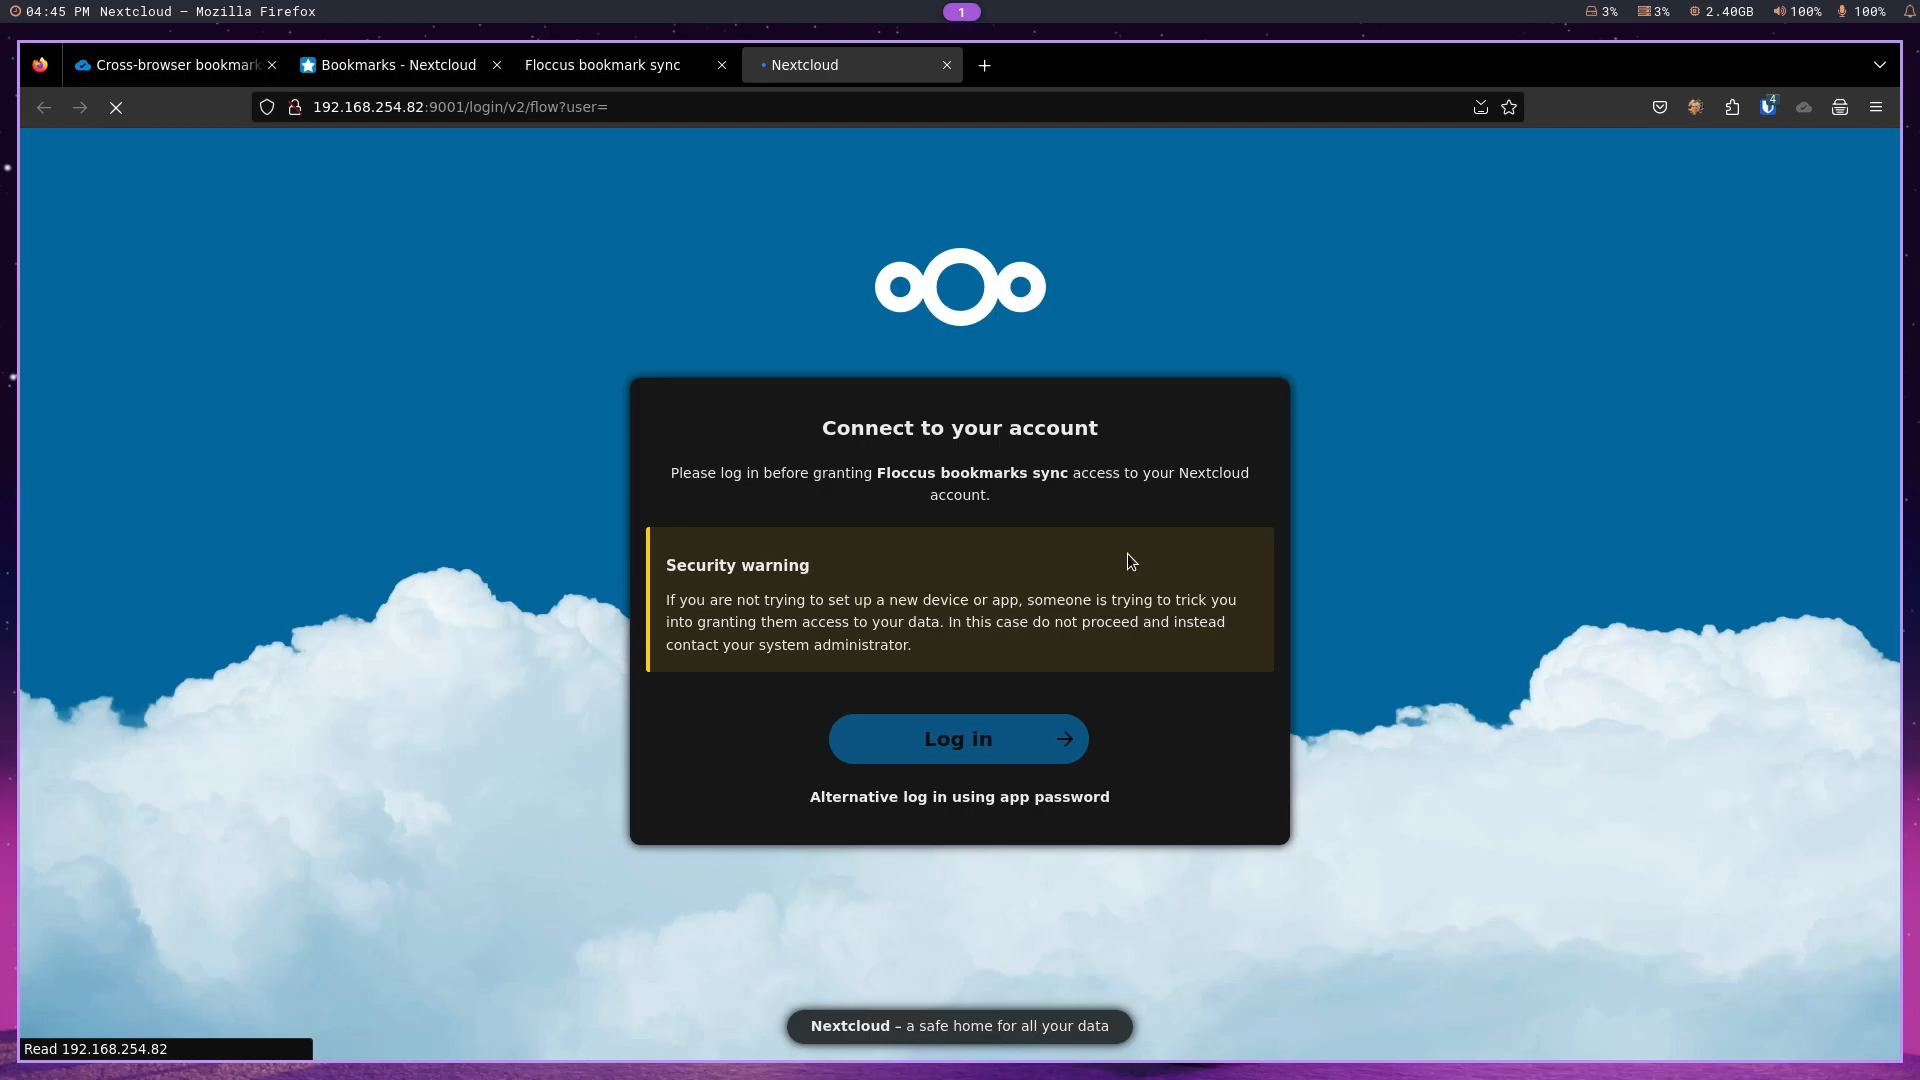 04:45 PM Nextcloud — Mozilla Firefox
1
3% 3% 2.40GB 100% 100%
Cross-browser bookmark
Bookmarks - Nextcloud
Floccus bookmark sync
Nextcloud
192.168.254.82:9001/login/v2/flow?user=
4
Connect to your account
Please log in before granting Floccus bookmarks sync access to your Nextcloud
account.
Security warning
If you are not trying to set up a new device or app, someone is trying to trick you
into granting them access to your data. In this case do not proceed and instead
contact your system administrator.
Log in
Alternative log in using app password
Nextcloud – a safe home for all your data
Read 192.168.254.82